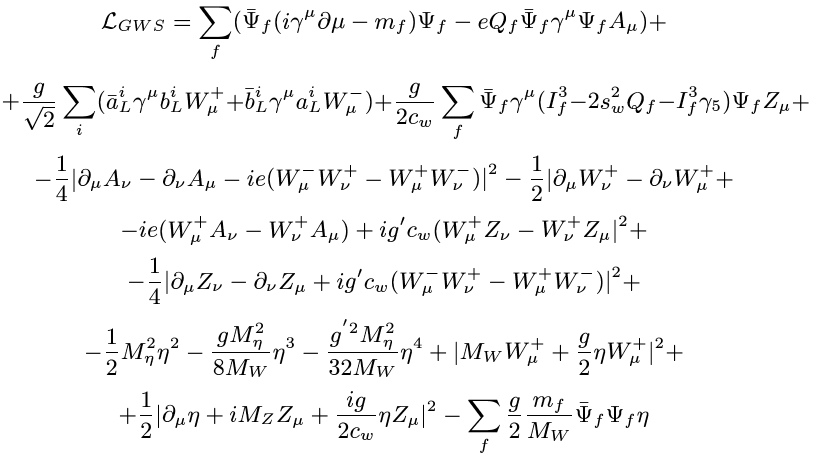 $\mathcal{L}_{GWS} = \sum_f (\bar{\Psi}_f (i\gamma^\mu \partial\mu - m_f)\Psi_f - eQ_f \bar{\Psi}_f \gamma^\mu \Psi_f A_\mu) +$
$+\frac{g}{\sqrt{2}} \sum_i (\bar{a}_L^i \gamma^\mu b_L^i W_\mu^+ + \bar{b}_L^i \gamma^\mu a_L^i W_\mu^-) + \frac{g}{2c_w} \sum_f \bar{\Psi}_f \gamma^\mu (I_f^3 - 2s_w^2 Q_f - I_f^3 \gamma_5)\Psi_f Z_\mu +$
$-\frac{1}{4}|\partial_\mu A_\nu - \partial_\nu A_\mu - ie(W_\mu^- W_\nu^+ - W_\mu^+ W_\nu^-)|^2 - \frac{1}{2}|\partial_\mu W_\nu^+ - \partial_\nu W_\mu^+ +$
$-ie(W_\mu^+ A_\nu - W_\nu^+ A_\mu) + ig'c_w(W_\mu^+ Z_\nu - W_\nu^+ Z_\mu|^2 +$
$-\frac{1}{4}|\partial_\mu Z_\nu - \partial_\nu Z_\mu + ig'c_w(W_\mu^- W_\nu^+ - W_\mu^+ W_\nu^-)|^2 +$
$-\frac{1}{2}M_\eta^2 \eta^2 - \frac{gM_\eta^2}{8M_W}\eta^3 - \frac{g'^2 M_\eta^2}{32M_W}\eta^4 + |M_W W_\mu^+ + \frac{g}{2}\eta W_\mu^+|^2 +$
$+\frac{1}{2}|\partial_\mu \eta + iM_Z Z_\mu + \frac{ig}{2c_w}\eta Z_\mu|^2 - \sum_f \frac{g}{2}\frac{m_f}{M_W}\bar{\Psi}_f \Psi_f \eta$